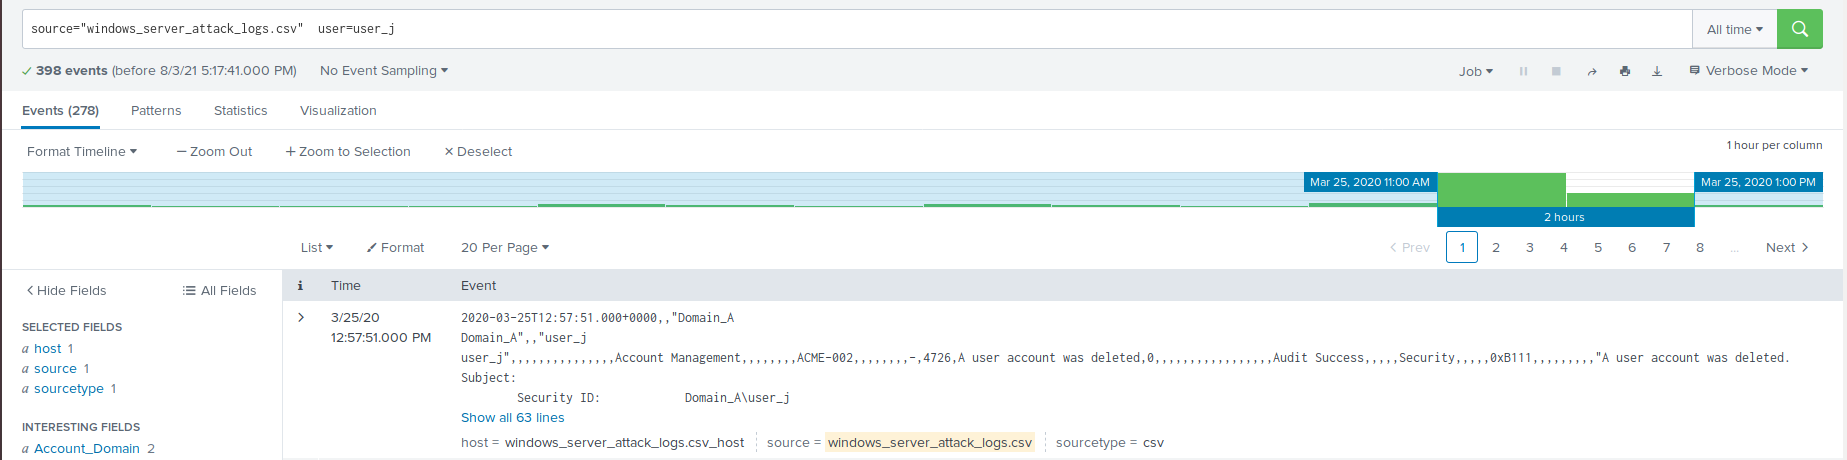 source="windows_server_attack_logs.csv"  user=user_j
All time
398 events (before 8/3/21 5:17:41.000 PM)
No Event Sampling
Job
Verbose Mode
Events (278)
Patterns
Statistics
Visualization
Format Timeline
— Zoom Out
+ Zoom to Selection
× Deselect
1 hour per column
Mar 25, 2020 11:00 AM
Mar 25, 2020 1:00 PM
2 hours
List
Format
20 Per Page
< Prev
1 2 3 4 5 6 7 8 ...
Next >
< Hide Fields
All Fields
i
Time
Event
SELECTED FIELDS
a host 1
a source 1
a sourcetype 1
INTERESTING FIELDS
a Account_Domain 2
>
3/25/20
12:57:51.000 PM
2020-03-25T12:57:51.000+0000,,"Domain_A
Domain_A",,"user_j
user_j",,,,,,,,,,,,,,,Account Management,,,,,,,,ACME-002,,,,,,,,-,4726,A user account was deleted,0,,,,,,,,,,,,,,,,,Audit Success,,,,,Security,,,,,0xB111,,,,,,,,,"A user account was deleted.
Subject:
Security ID: Domain_A\user_j
Show all 63 lines
host = windows_server_attack_logs.csv_host
source = windows_server_attack_logs.csv
sourcetype = csv